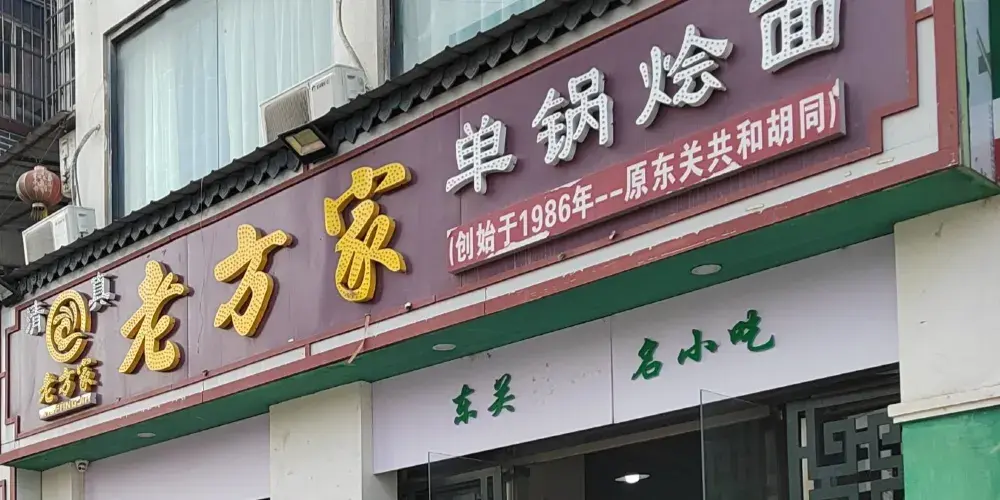 清真
老方家
老方家
单锅烩面
(创始于1986年--原东关共和胡同)
东关 名小吃